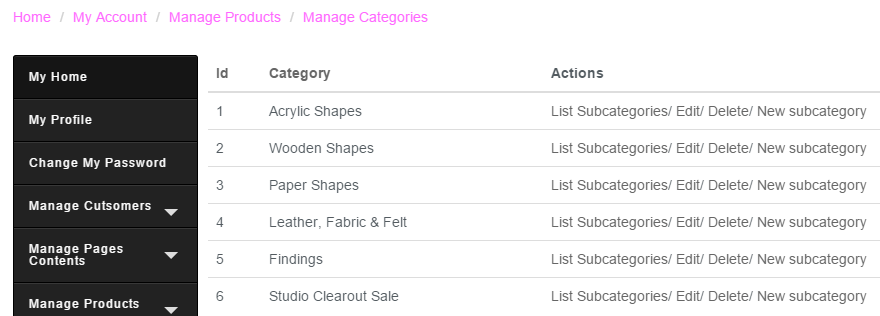 Home / My Account / Manage Products / Manage Categories
My Home
My Profile
Change My Password
Manage Cutsomers
Manage Pages
Contents
Manage Products
Id Category Actions
1 Acrylic Shapes List Subcategories/ Edit/ Delete/ New subcategory
2 Wooden Shapes List Subcategories/ Edit/ Delete/ New subcategory
3 Paper Shapes List Subcategories/ Edit/ Delete/ New subcategory
4 Leather, Fabric & Felt List Subcategories/ Edit/ Delete/ New subcategory
5 Findings List Subcategories/ Edit/ Delete/ New subcategory
6 Studio Clearout Sale List Subcategories/ Edit/ Delete/ New subcategory